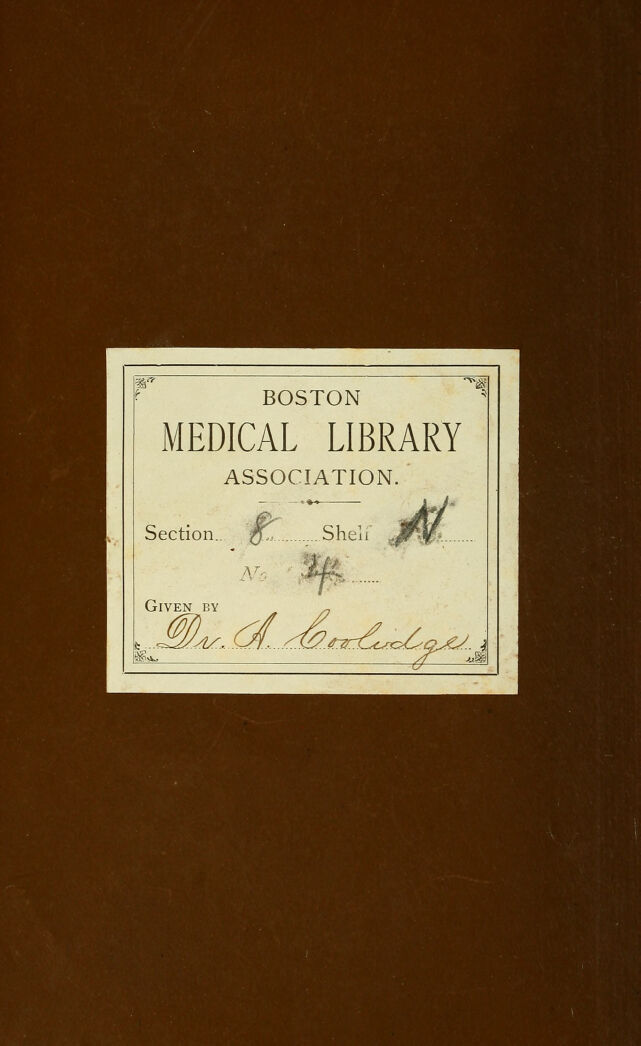 BOSTON
MEDICAL LIBRARY
ASSOCIATION.
Section 8 Shelf N
No 4
GIVEN BY
Dr. A. Coolidge